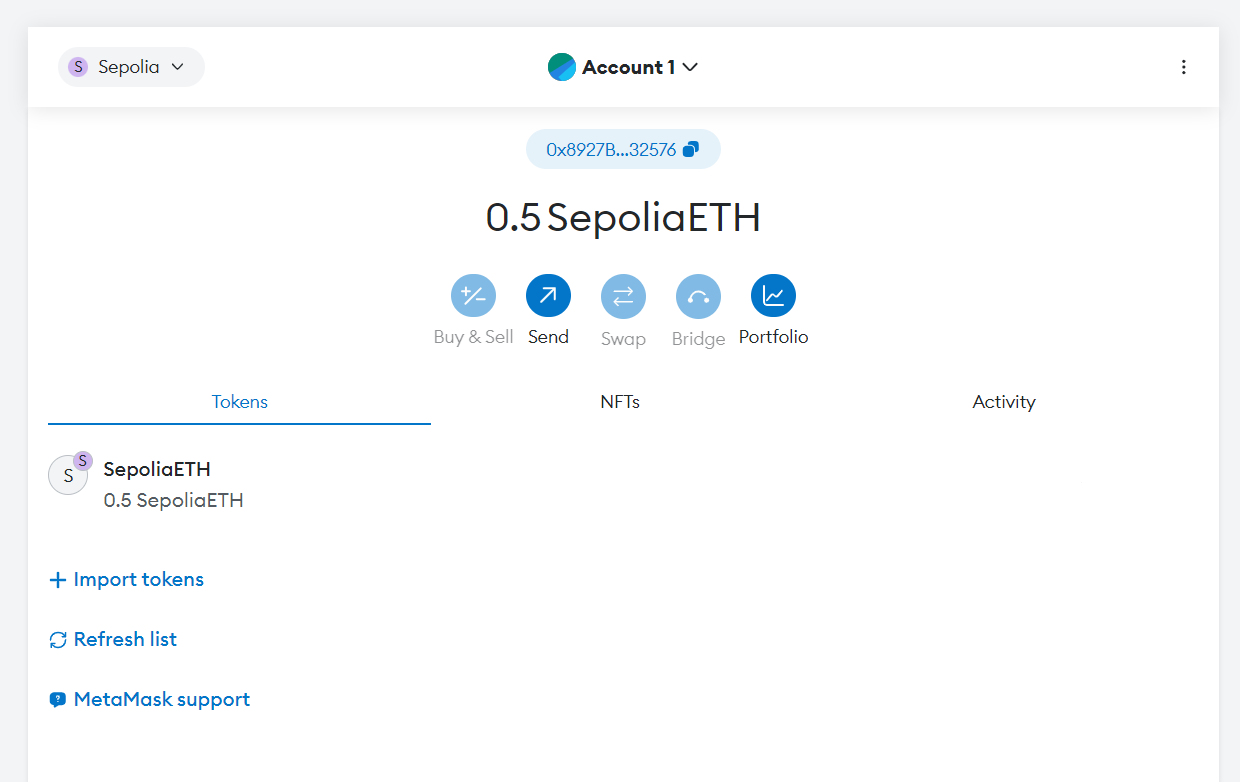 S Sepolia
Account 1
0x8927B...32576
0.5 SepoliaETH
Buy & Sell Send Swap Bridge Portfolio
Tokens NFTs Activity
S S SepoliaETH
0.5 SepoliaETH
Import tokens
Refresh list
? MetaMask support